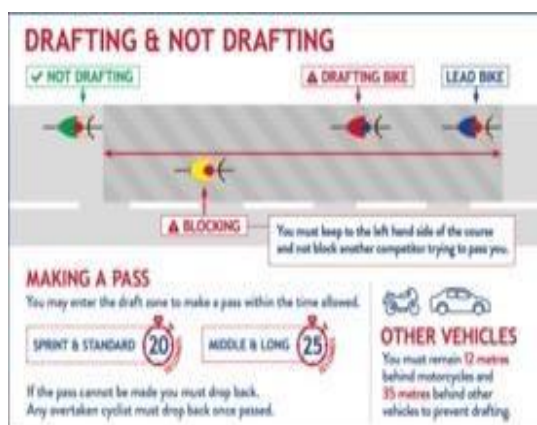 DRAFTING & NOT DRAFTING
✓ NOT DRAFTING
⚠ DRAFTING BIKE
LEAD BIKE
⚠ BLOCKING
You must keep to the left hand side of the course
and not block another competitor trying to pass you.
MAKING A PASS
You may enter the draft zone to make a pass within the time allowed.
SPRINT & STANDARD
20
MIDDLE & LONG
25
If the pass cannot be made you must drop back.
Any overtaken cyclist must drop back once passed.
OTHER VEHICLES
You must remain 12 metres
behind motorcycles and
35 metres behind other
vehicles to prevent drafting.